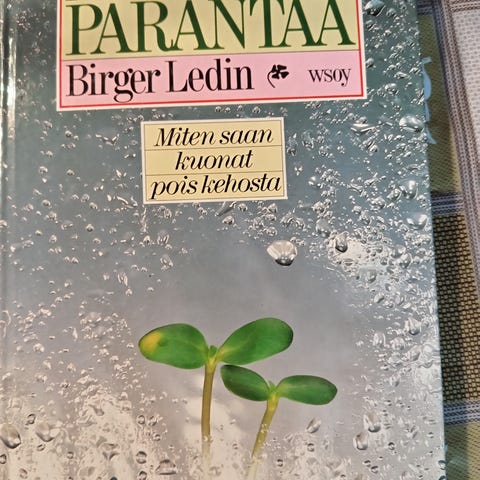 PARANTAA
Birger Ledin wsoy
Miten saan
kuonat
pois kehosta